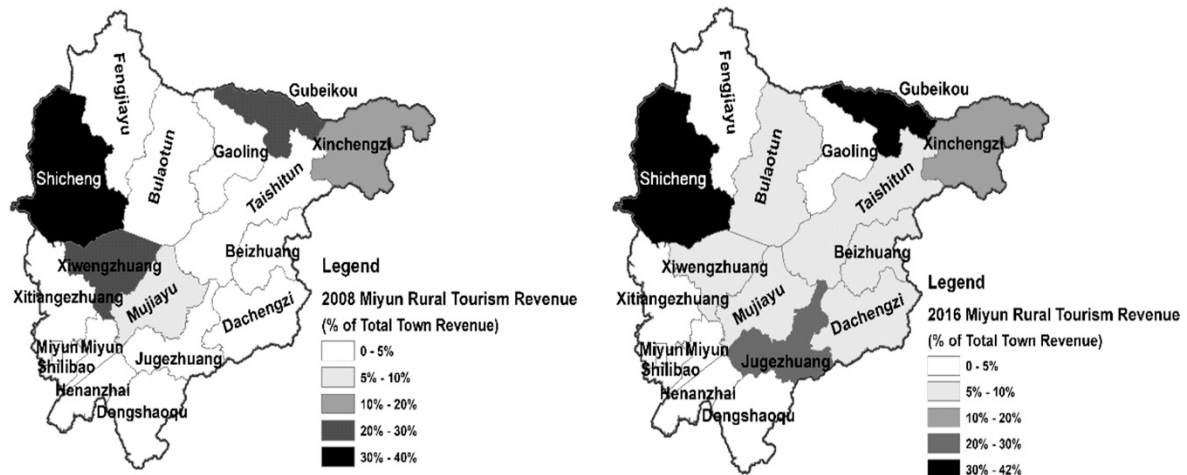 Fengjiayu
Gubeikou
Gaoling
Xinchengzi
Bulaotun
Shicheng
Taishitun
Beizhuang
Xiwengzhuang
Xitiangezhuang
Mujiayu
Dachengzi
Miyun Miyun
Shilibao
Jugezhuang
Henanzhai
Dongshaoqu
Legend
2008 Miyun Rural Tourism Revenue
(% of Total Town Revenue)
0 - 5%
5% - 10%
10% - 20%
20% - 30%
30% - 40%
Fengjiayu
Gubeikou
Gaoling
Xinchengzi
Bulaotun
Shicheng
Taishitun
Beizhuang
Xiwengzhuang
Xitiangezhuang
Mujiayu
Dachengzi
Miyun Miyun
Shilibao
Jugezhuang
Henanzhai
Dongshaoqu
Legend
2016 Miyun Rural Tourism Revenue
(% of Total Town Revenue)
0 - 5%
5% - 10%
10% - 20%
20% - 30%
30% - 42%